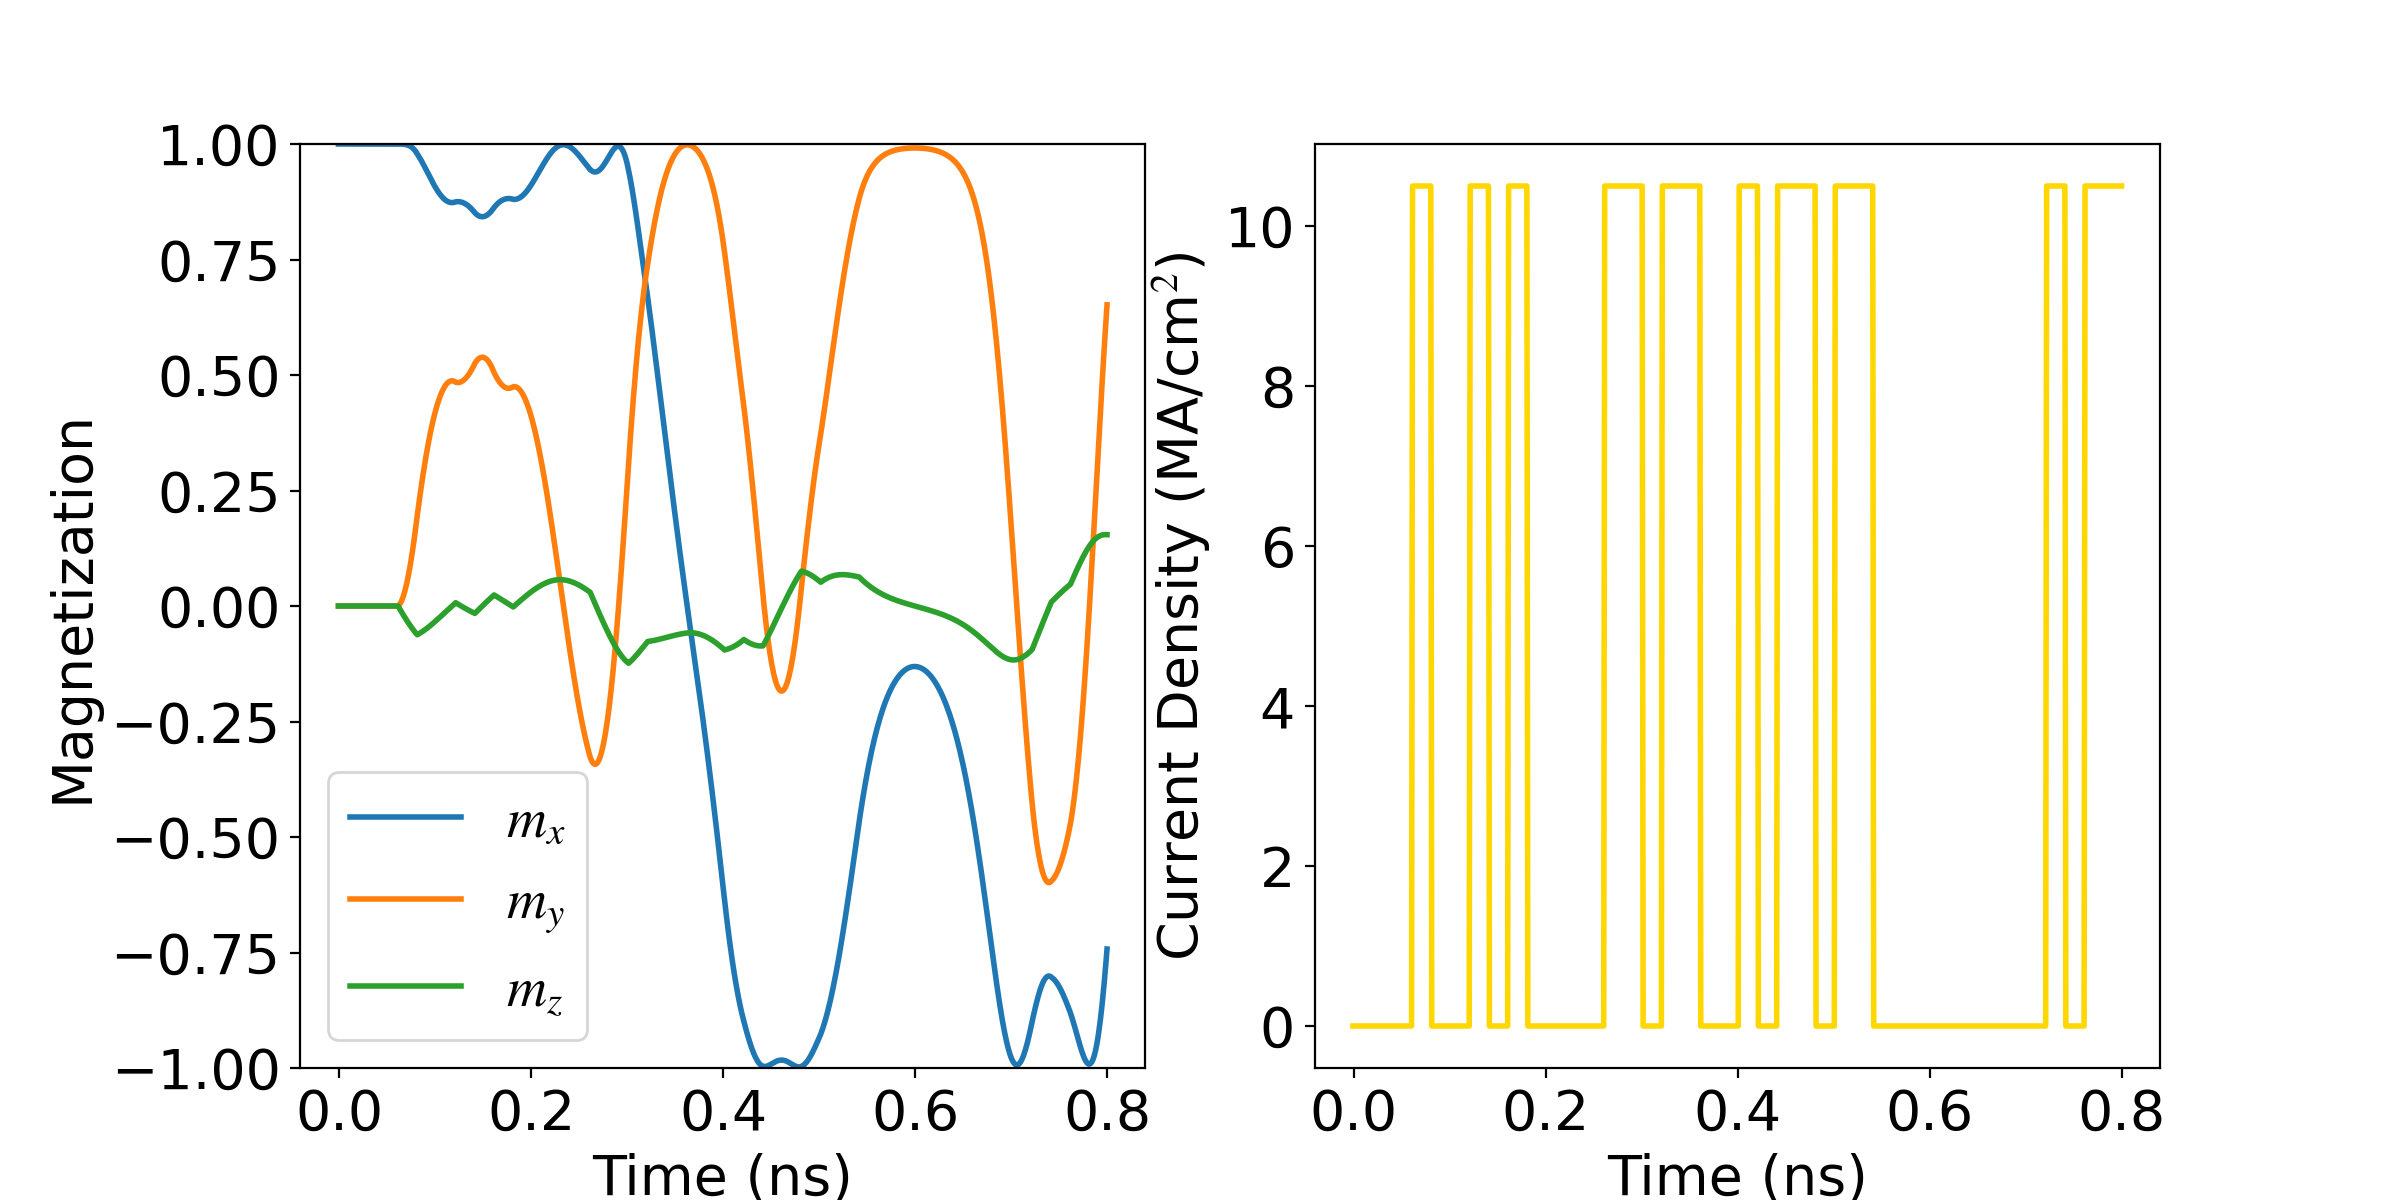 Magnetization
1.00
0.75
0.50
0.25
0.00
−0.25
−0.50
−0.75
−1.00
m_x
m_y
m_z
0.0 0.2 0.4 0.6 0.8
Time (ns)
Current Density (MA/cm²)
10
8
6
4
2
0
0.0 0.2 0.4 0.6 0.8
Time (ns)